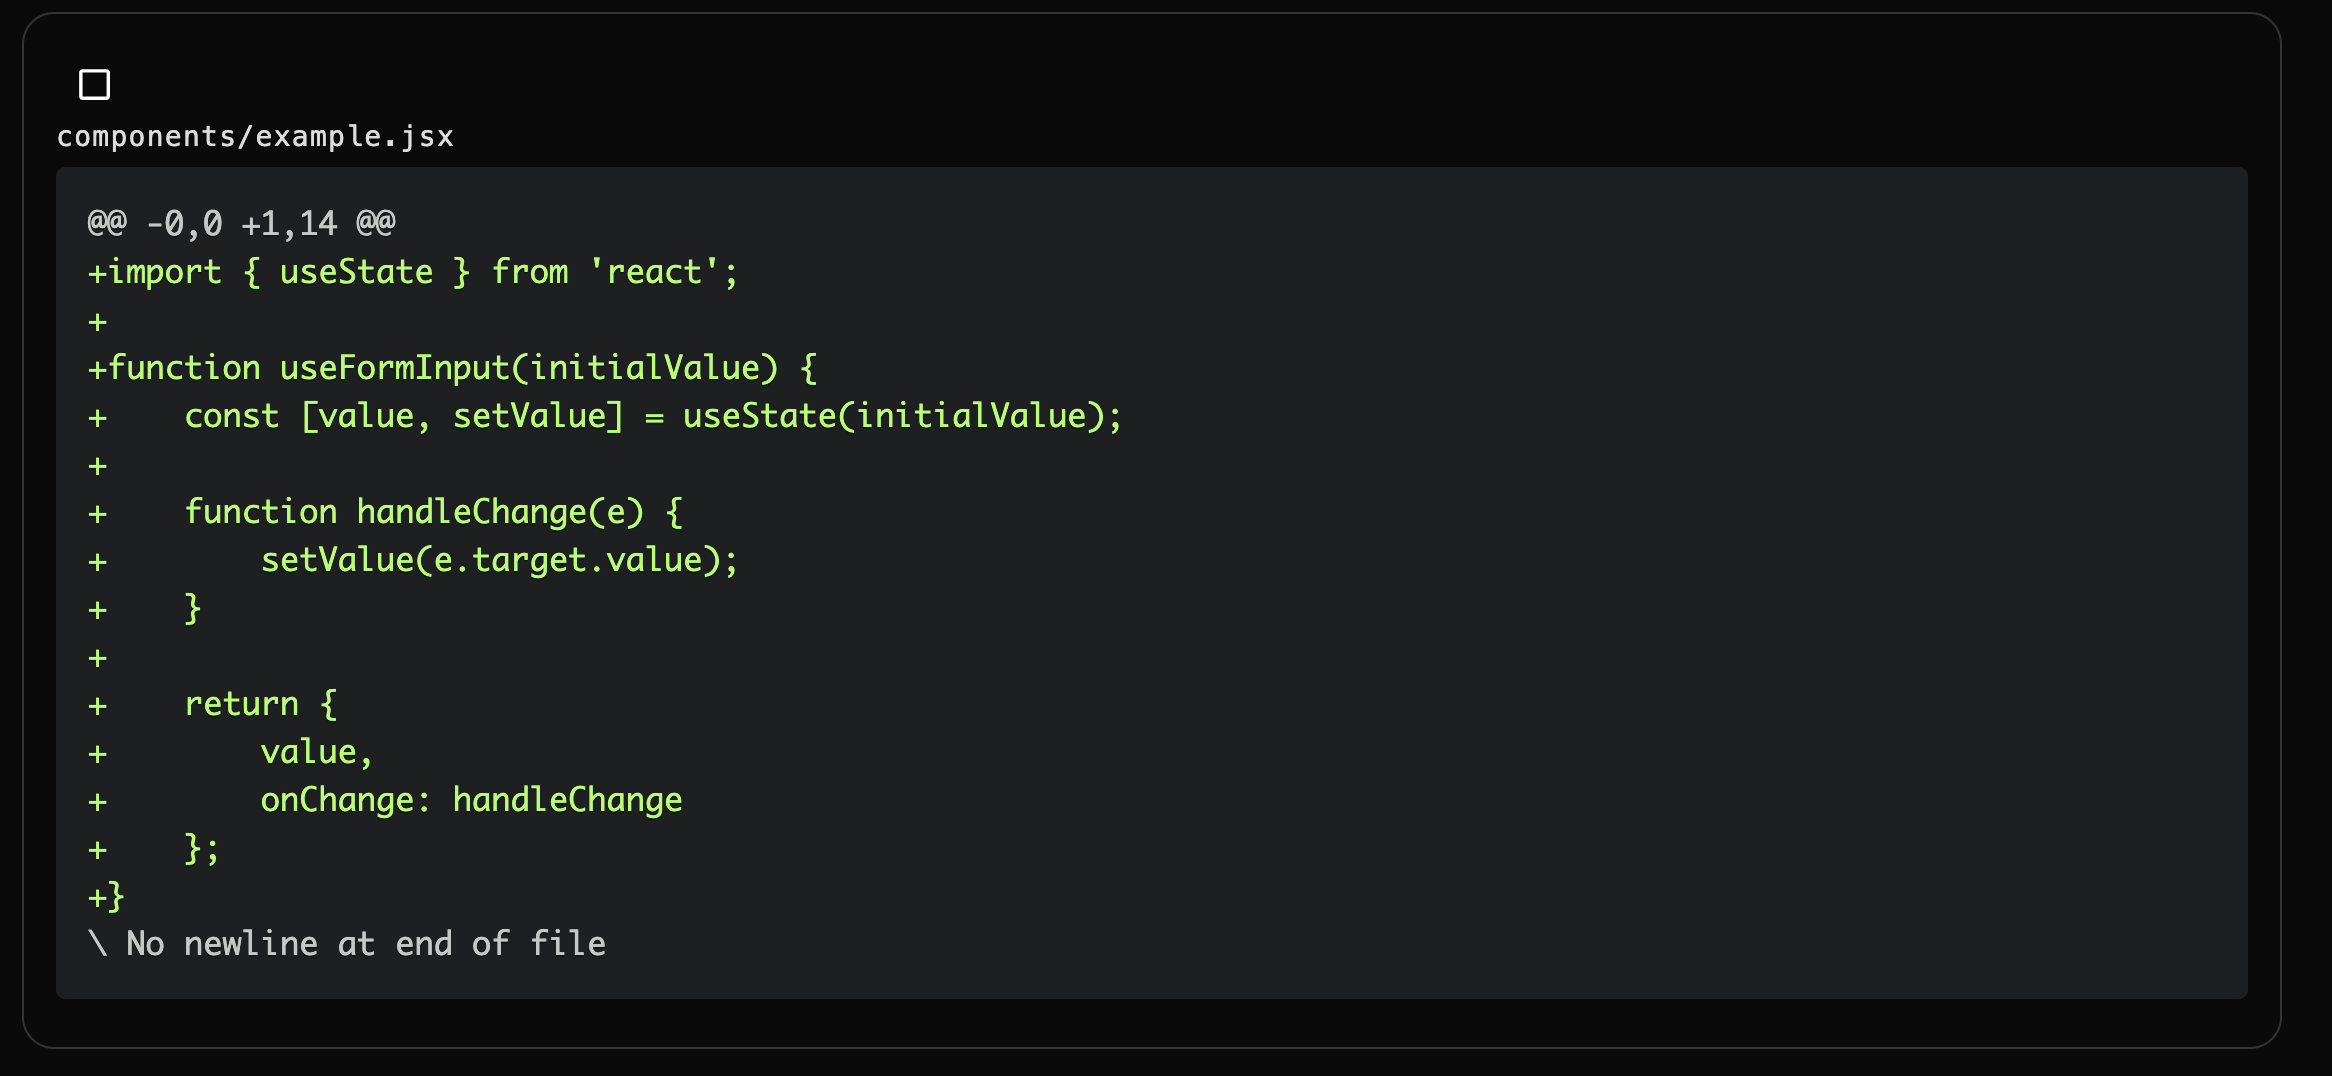 components/example.jsx
@@ -0,0 +1,14 @@
+import { useState } from 'react';
+
+function useFormInput(initialValue) {
+    const [value, setValue] = useState(initialValue);
+
+    function handleChange(e) {
+        setValue(e.target.value);
+    }
+
+    return {
+        value,
+        onChange: handleChange
+    };
+}
\ No newline at end of file